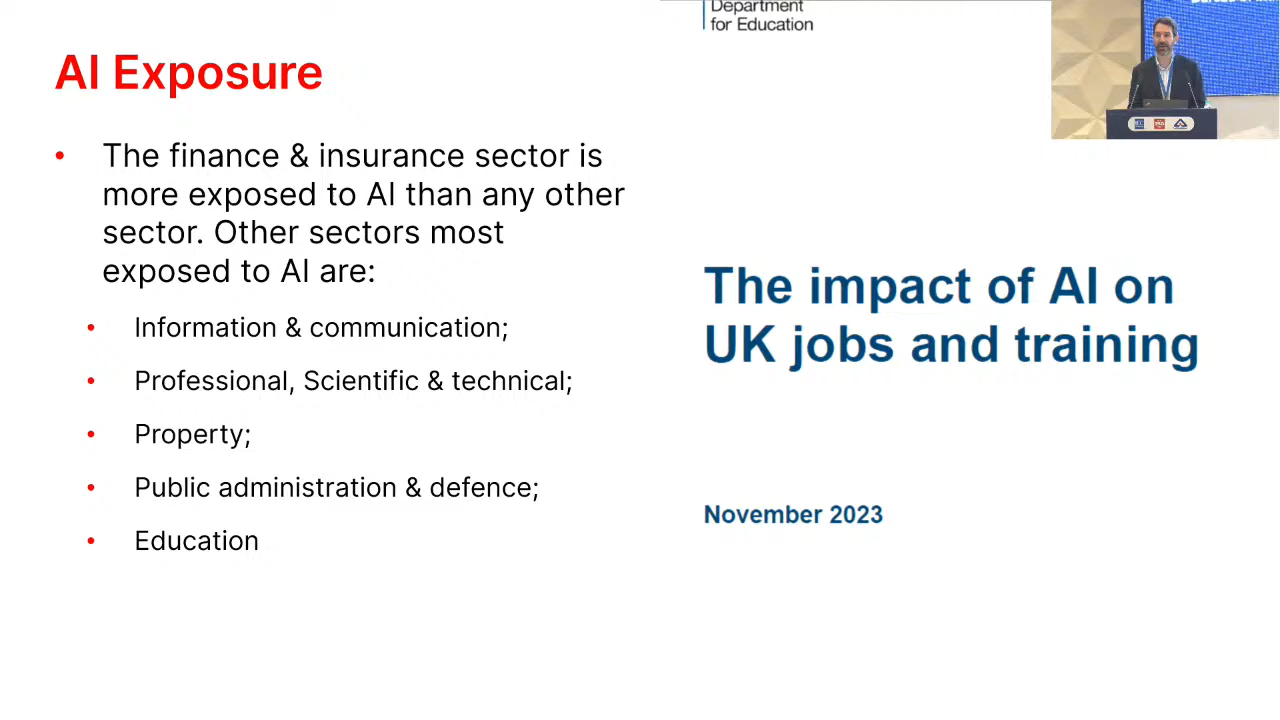 AI Exposure
• The finance & insurance sector is
more exposed to AI than any other
sector. Other sectors most
exposed to AI are:
• Information & communication;
• Professional, Scientific & technical;
• Property;
• Public administration & defence;
• Education
Department
for Education
The impact of AI on
UK jobs and training
November 2023